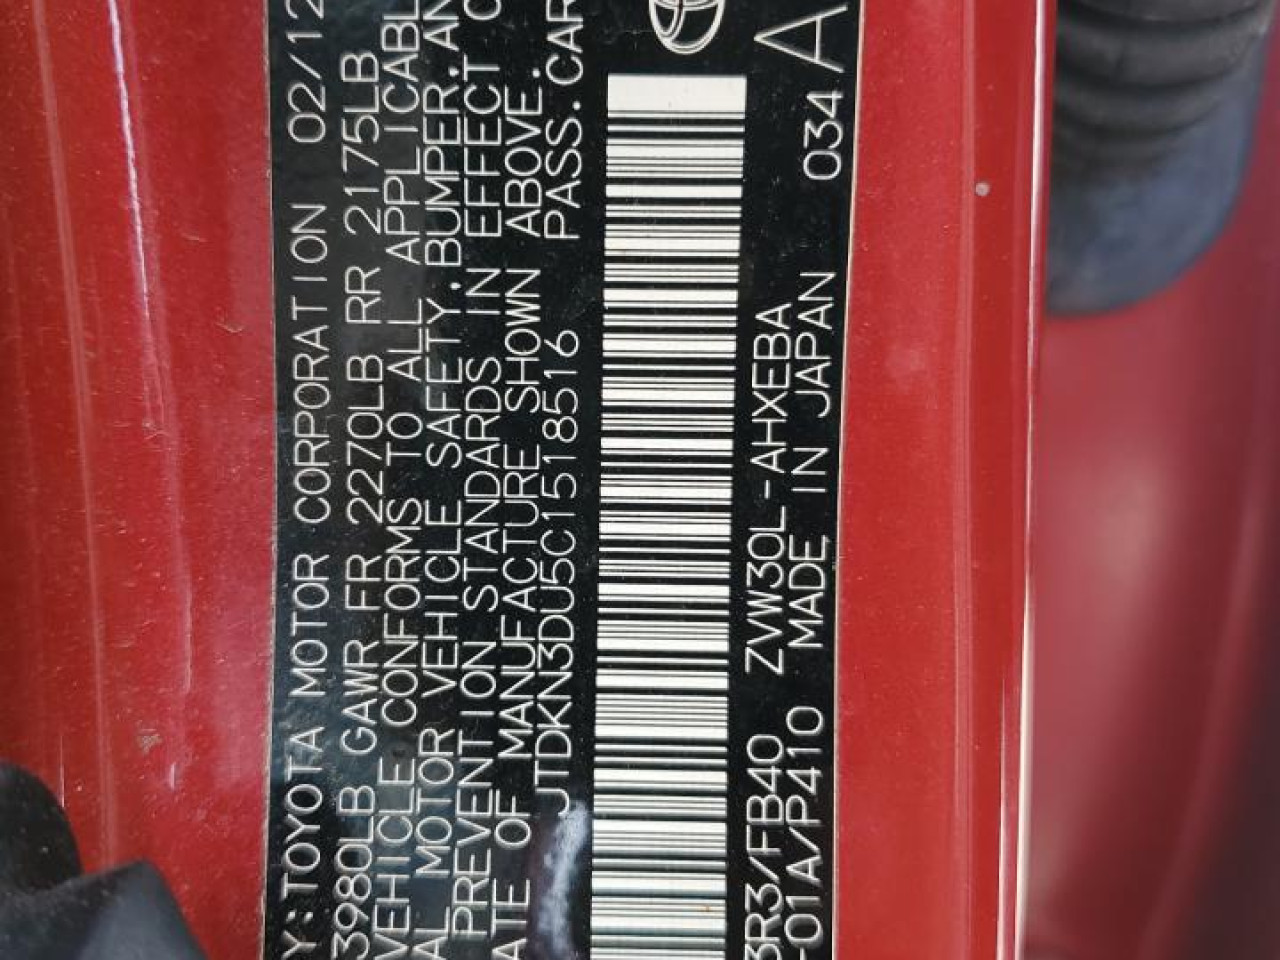 Y:TOYOTA MOTOR CORPORATION 02/12
3980LB GAWR FR 2270LB RR 2175LB
VEHICLE CONFORMS TO ALL APPLICABL
AL MOTOR VEHICLE SAFETY, BUMPER, AN
PREVENTION STANDARDS IN EFFECT O
ATE OF MANUFACTURE SHOWN ABOVE.
JTDKN3DU5C1518516 PASS.CAR
3R3/FB40 ZVW30L-AHXEBA 034 A
-01A/P410 MADE IN JAPAN